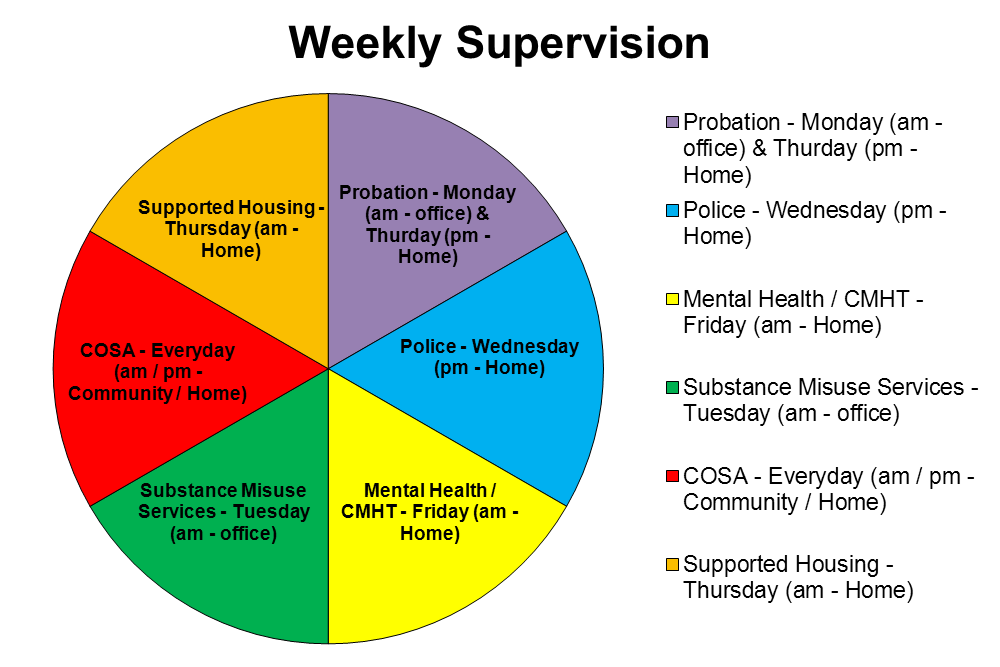 Weekly Supervision
Supported Housing -
Thursday (am -
Home)
Probation - Monday
(am - office) &
Thurday (pm -
Home)
COSA - Everyday
(am / pm -
Community / Home)
Police - Wednesday
(pm - Home)
Substance Misuse
Services - Tuesday
(am - office)
Mental Health /
CMHT - Friday (am -
Home)
Probation - Monday (am -
office) & Thurday (pm -
Home)
Police - Wednesday (pm -
Home)
Mental Health / CMHT -
Friday (am - Home)
Substance Misuse Services -
Tuesday (am - office)
COSA - Everyday (am / pm -
Community / Home)
Supported Housing -
Thursday (am - Home)